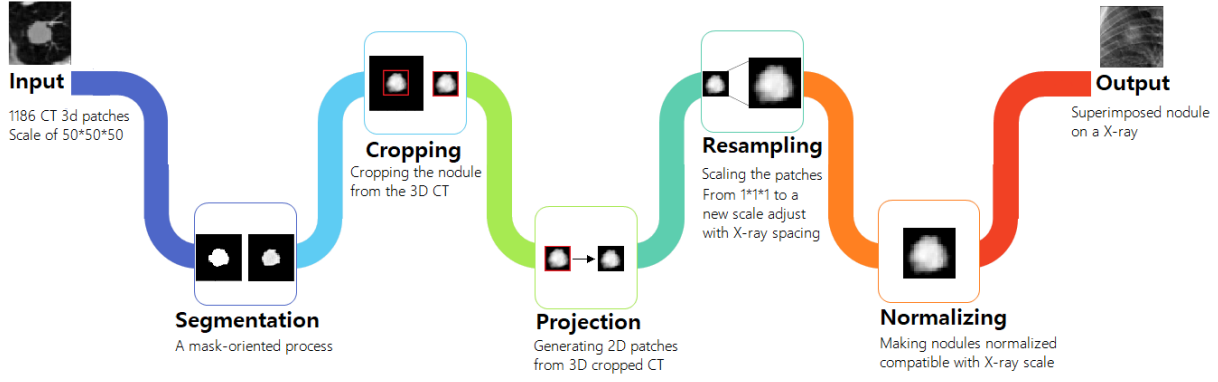 Input
1186 CT 3d patches
Scale of 50*50*50
Segmentation
A mask-oriented process
Cropping
Cropping the nodule
from the 3D CT
Projection
Generating 2D patches
from 3D cropped CT
Resampling
Scaling the patches
From 1*1*1 to a
new scale adjust
with X-ray spacing
Normalizing
Making nodules normalized
compatible with X-ray scale
Output
Superimposed nodule
on a X-ray